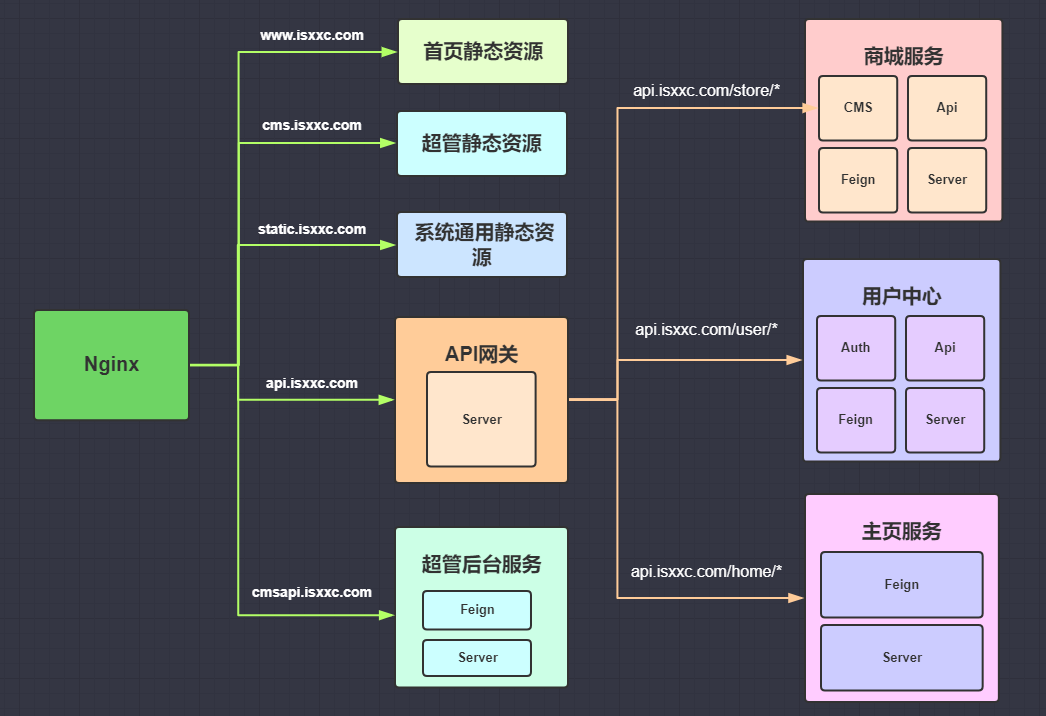 Nginx
www.isxxc.com
首页静态资源
cms.isxxc.com
超管静态资源
static.isxxc.com
系统通用静态资
源
api.isxxc.com
API网关
Server
cmsapi.isxxc.com
超管后台服务
Feign
Server
api.isxxc.com/store/*
商城服务
CMS
Api
Feign
Server
api.isxxc.com/user/*
用户中心
Auth
Api
Feign
Server
api.isxxc.com/home/*
主页服务
Feign
Server